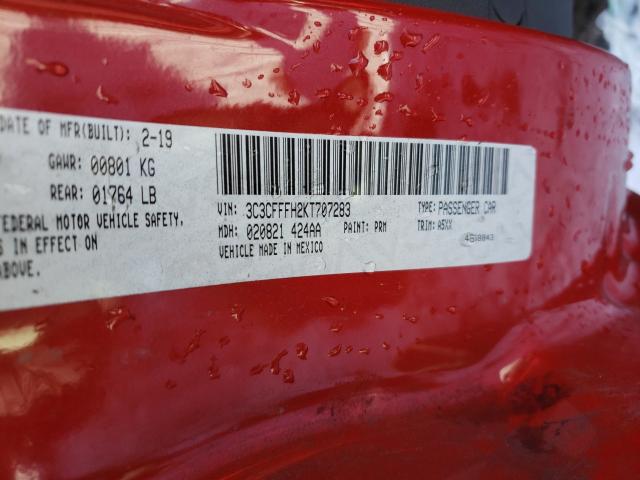 DATE OF MFR(BUILT): 2-19
GAWR: 00801 KG
REAR: 01764 LB
FEDERAL MOTOR VEHICLE SAFETY,
S IN EFFECT ON
ABOVE.
VIN: 3C3CFFFH2KT707283
TYPE: PASSENGER CAR
MDH: 020821 424AA PAINT: PRM
TRIM: A5XX
VEHICLE MADE IN MEXICO